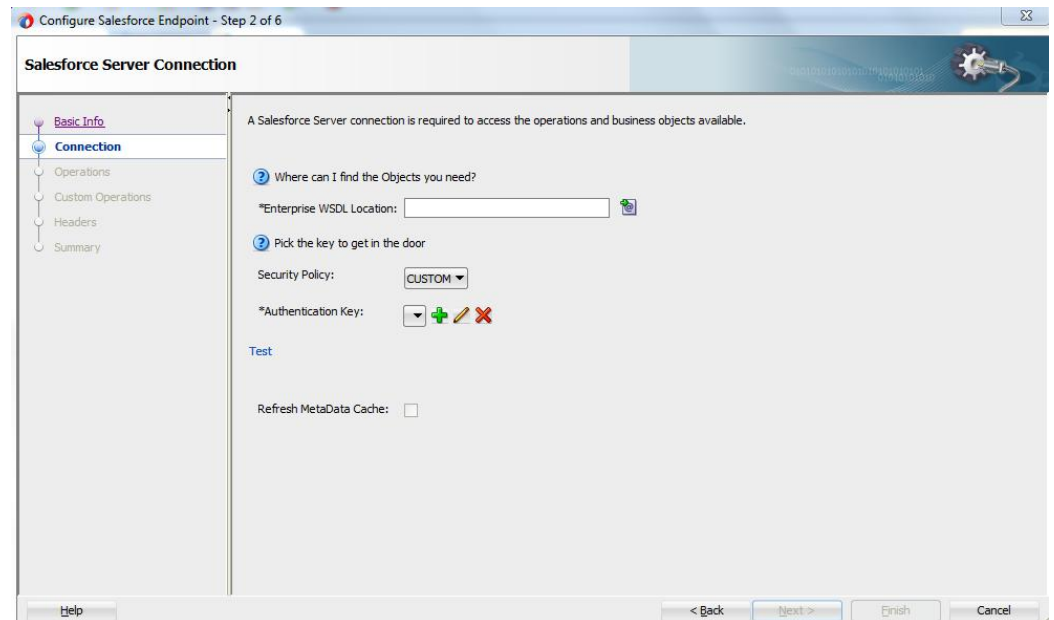 Configure Salesforce Endpoint - Step 2 of 6
Salesforce Server Connection
Basic Info
Connection
Operations
Custom Operations
Headers
Summary
A Salesforce Server connection is required to access the operations and business objects available.
Where can I find the Objects you need?
*Enterprise WSDL Location:
Pick the key to get in the door
Security Policy: CUSTOM
*Authentication Key:
Test
Refresh MetaData Cache:
Help < Back Next > Finish Cancel